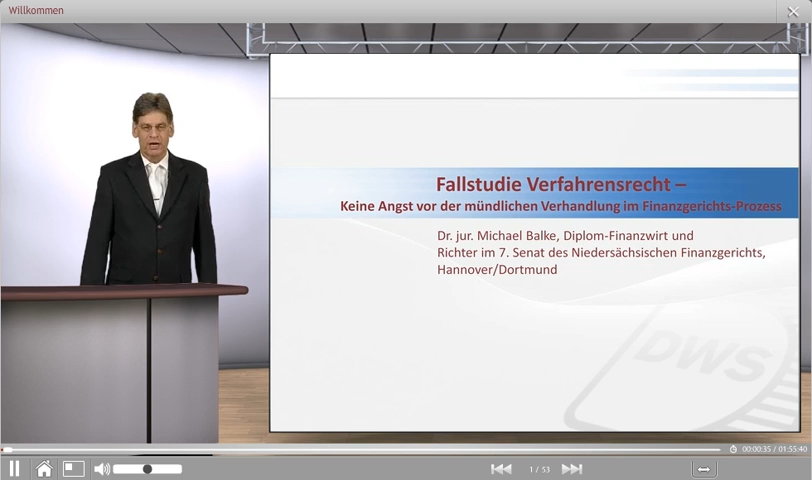 Willkommen
Fallstudie Verfahrensrecht –
Keine Angst vor der mündlichen Verhandlung im Finanzgerichts-Prozess
Dr. jur. Michael Balke, Diplom-Finanzwirt und
Richter im 7. Senat des Niedersächsischen Finanzgerichts,
Hannover/Dortmund
DWS
00:00:35 / 01:55:40
1 / 53